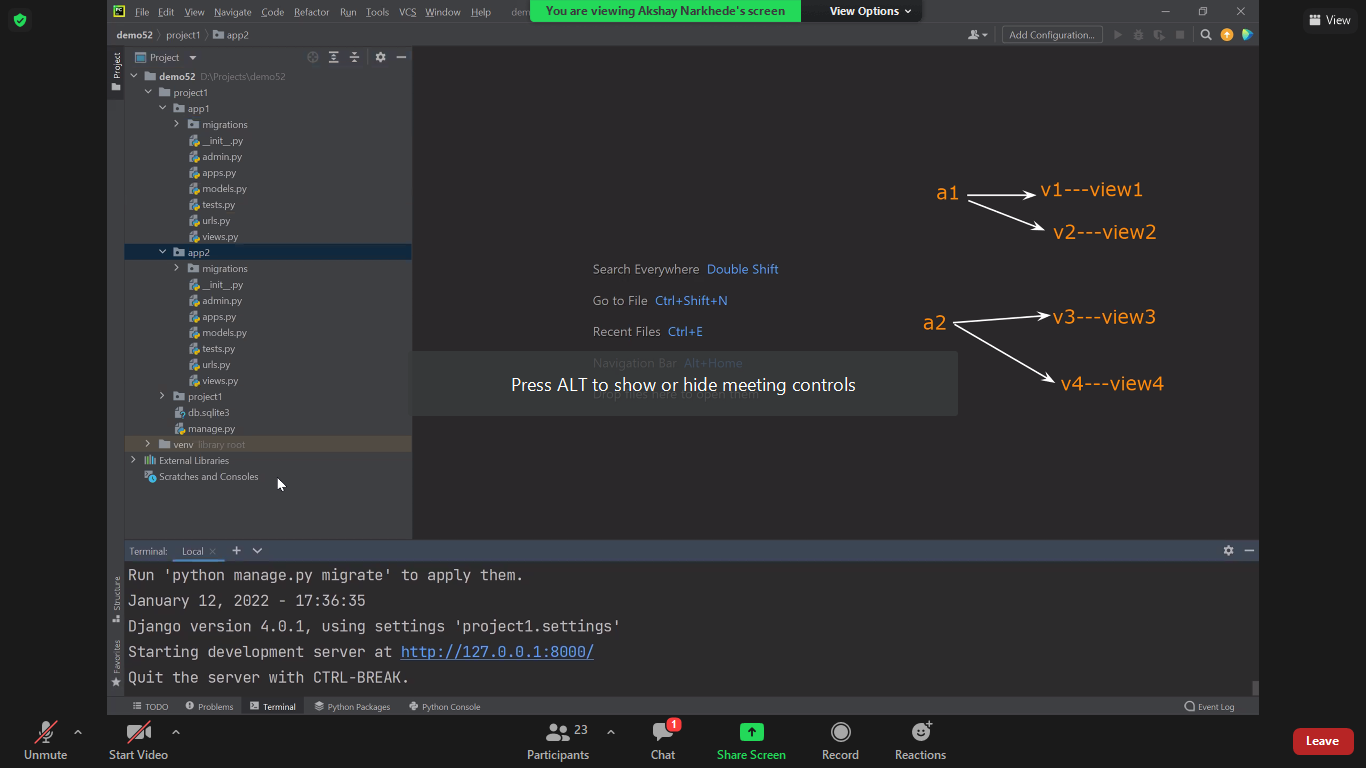 File Edit View Navigate Code Refactor Run Tools VCS Window Help
You are viewing Akshay Narkhede's screen
View Options
View
demo52 project1 app2
Add Configuration...
Project
Project
demo52 D:\Projects\demo52
project1
app1
migrations
__init__.py
admin.py
apps.py
models.py
tests.py
urls.py
views.py
app2
migrations
__init__.py
admin.py
apps.py
models.py
tests.py
urls.py
views.py
project1
db.sqlite3
manage.py
venv library root
External Libraries
Scratches and Consoles
a1 v1---view1
v2---view2
Search Everywhere Double Shift
Go to File Ctrl+Shift+N
a2 v3---view3
Recent Files Ctrl+E
Navigation Bar Alt+Home
Press ALT to show or hide meeting controls
v4---view4
Drop files here to open them
Terminal: Local
Run 'python manage.py migrate' to apply them.
January 12, 2022 - 17:36:35
Django version 4.0.1, using settings 'project1.settings'
Starting development server at http://127.0.0.1:8000/
Quit the server with CTRL-BREAK.
Structure
Favorites
TODO Problems Terminal Python Packages Python Console Event Log
23
1
Unmute Start Video Participants Chat Share Screen Record Reactions
Leave